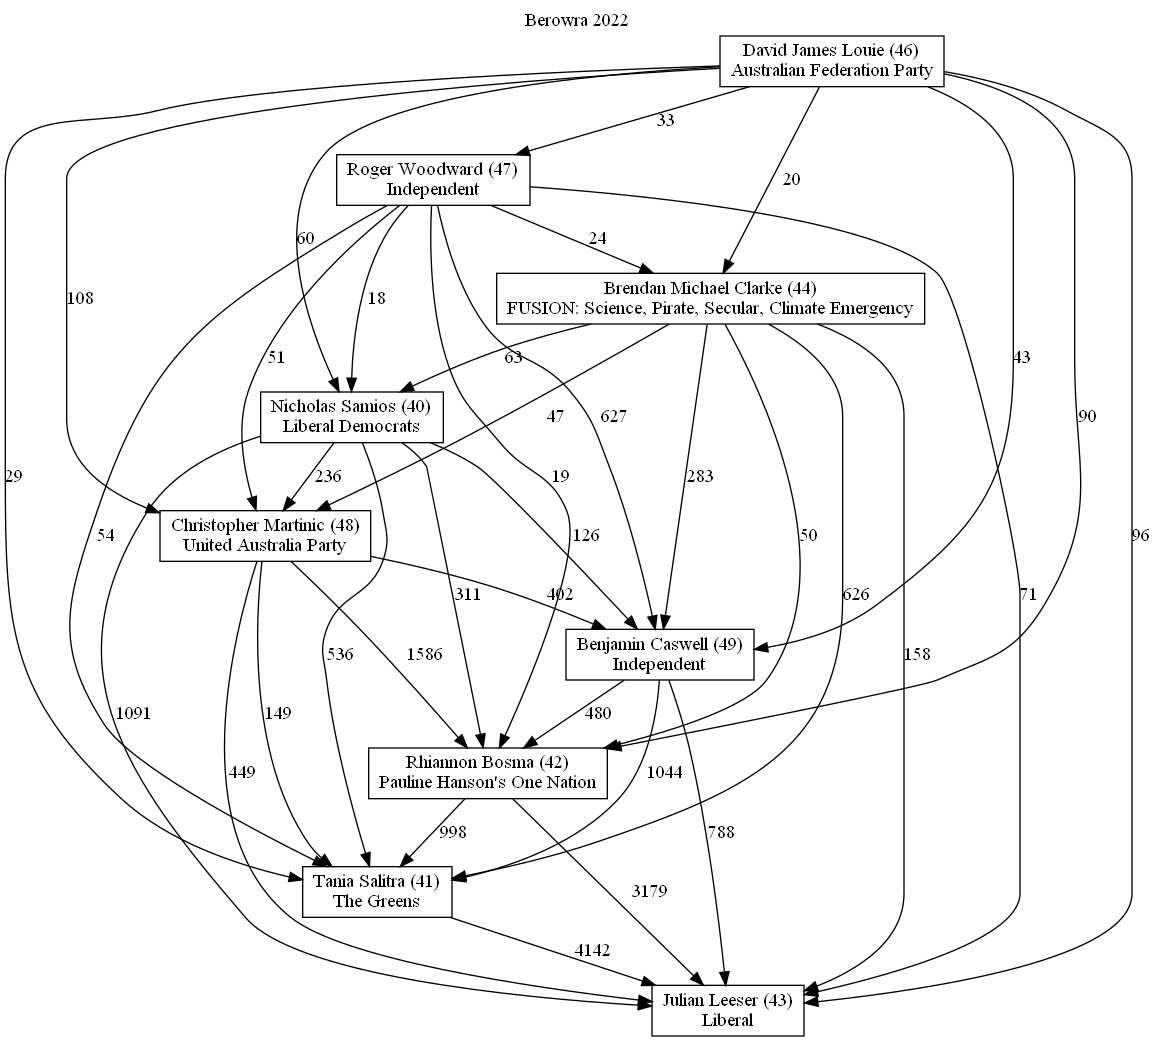 Berowra 2022
David James Louie (46)
Australian Federation Party
33
Roger Woodward (47)
Independent
20
60
24
Brendan Michael Clarke (44)
FUSION: Science, Pirate, Secular, Climate Emergency
108
18
51
63
43
Nicholas Samios (40)
Liberal Democrats
47
627
90
29
236
19
283
Christopher Martinic (48)
United Australia Party
54
126
50
96
311
402
626
71
Benjamin Caswell (49)
Independent
536
1586
158
1091
149
480
Rhiannon Bosma (42)
Pauline Hanson's One Nation
449
1044
998
788
Tania Salitra (41)
The Greens
3179
4142
Julian Leeser (43)
Liberal